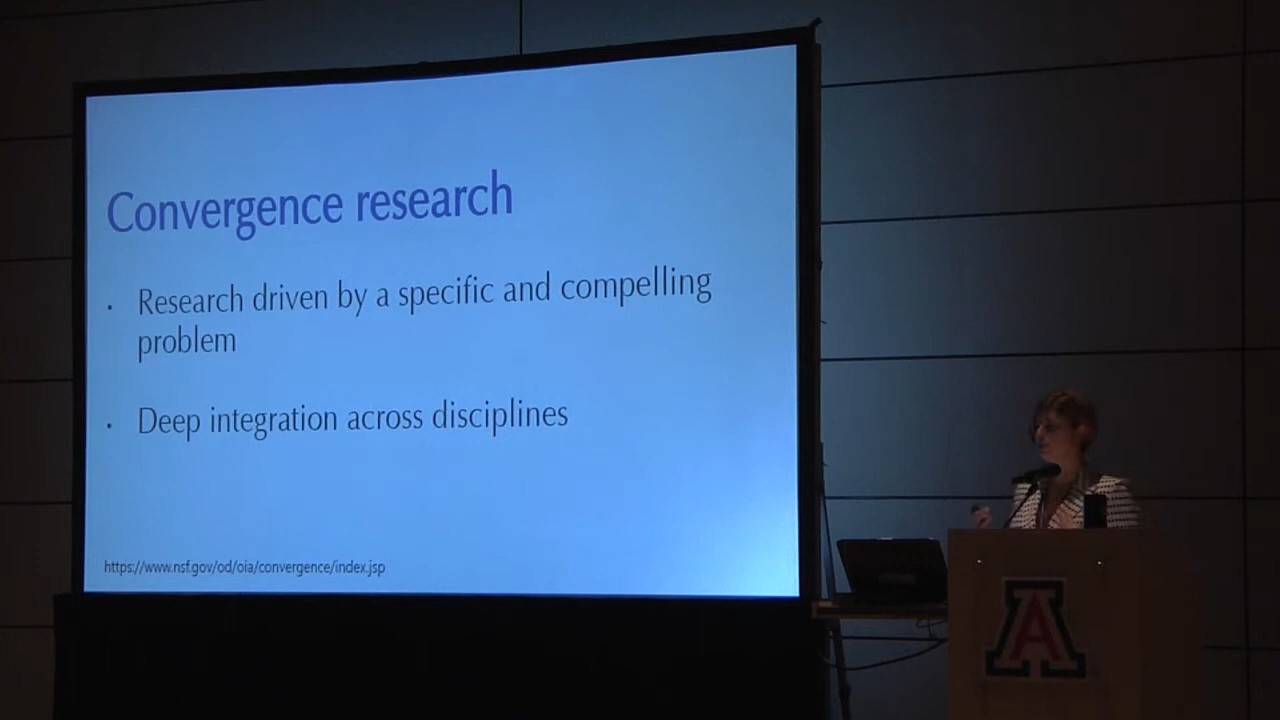 Convergence research
· Research driven by a specific and compelling
problem
· Deep integration across disciplines
https://www.nsf.gov/od/oia/convergence/index.jsp
A